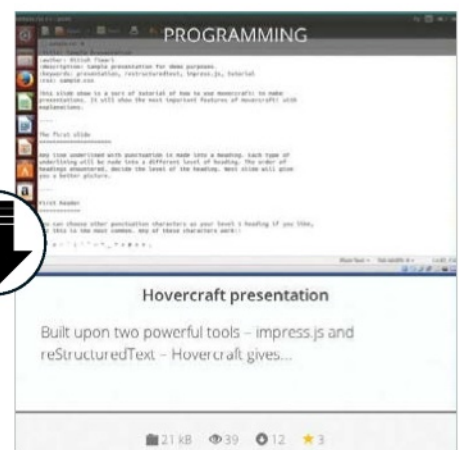 PROGRAMMING
:title: Sample Presentation
:author: Nitish Tiwari
:description: Sample presentation for demo purposes.
:keywords: presentation, restructuredtext, impress.js, tutorial
:css: sample.css
This slide show is a part of tutorial of how to use Hovercraft! to make
presentations. It will show the most important features of Hovercraft! with
explanations.
----
The first slide
Any time underlined with punctuation is made into a heading. Each type of
underlining will be made into a different level of heading. The order of
headings encountered, decide the level of the heading. Next slide will give
you a better picture.
----
First header
You can choose other punctuation characters as your level 1 heading if you like,
but this is the most common. Any of these characters work::
Hovercraft presentation
Built upon two powerful tools – impress.js and
reStructuredText – Hovercraft gives...
21 kB 39 12 3